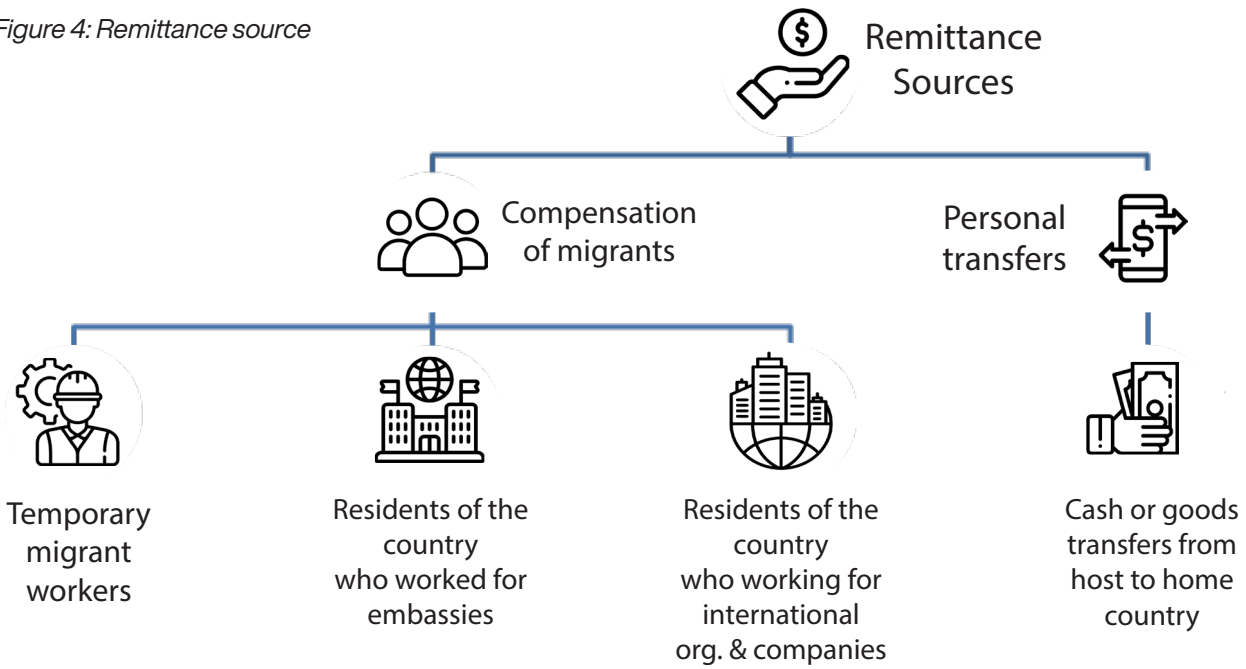 Figure 4: Remittance source
Remittance
Sources
Compensation
of migrants
Personal
transfers
Temporary
migrant
workers
Residents of the
country
who worked for
embassies
Residents of the
country
who working for
international
org. & companies
Cash or goods
transfers from
host to home
country